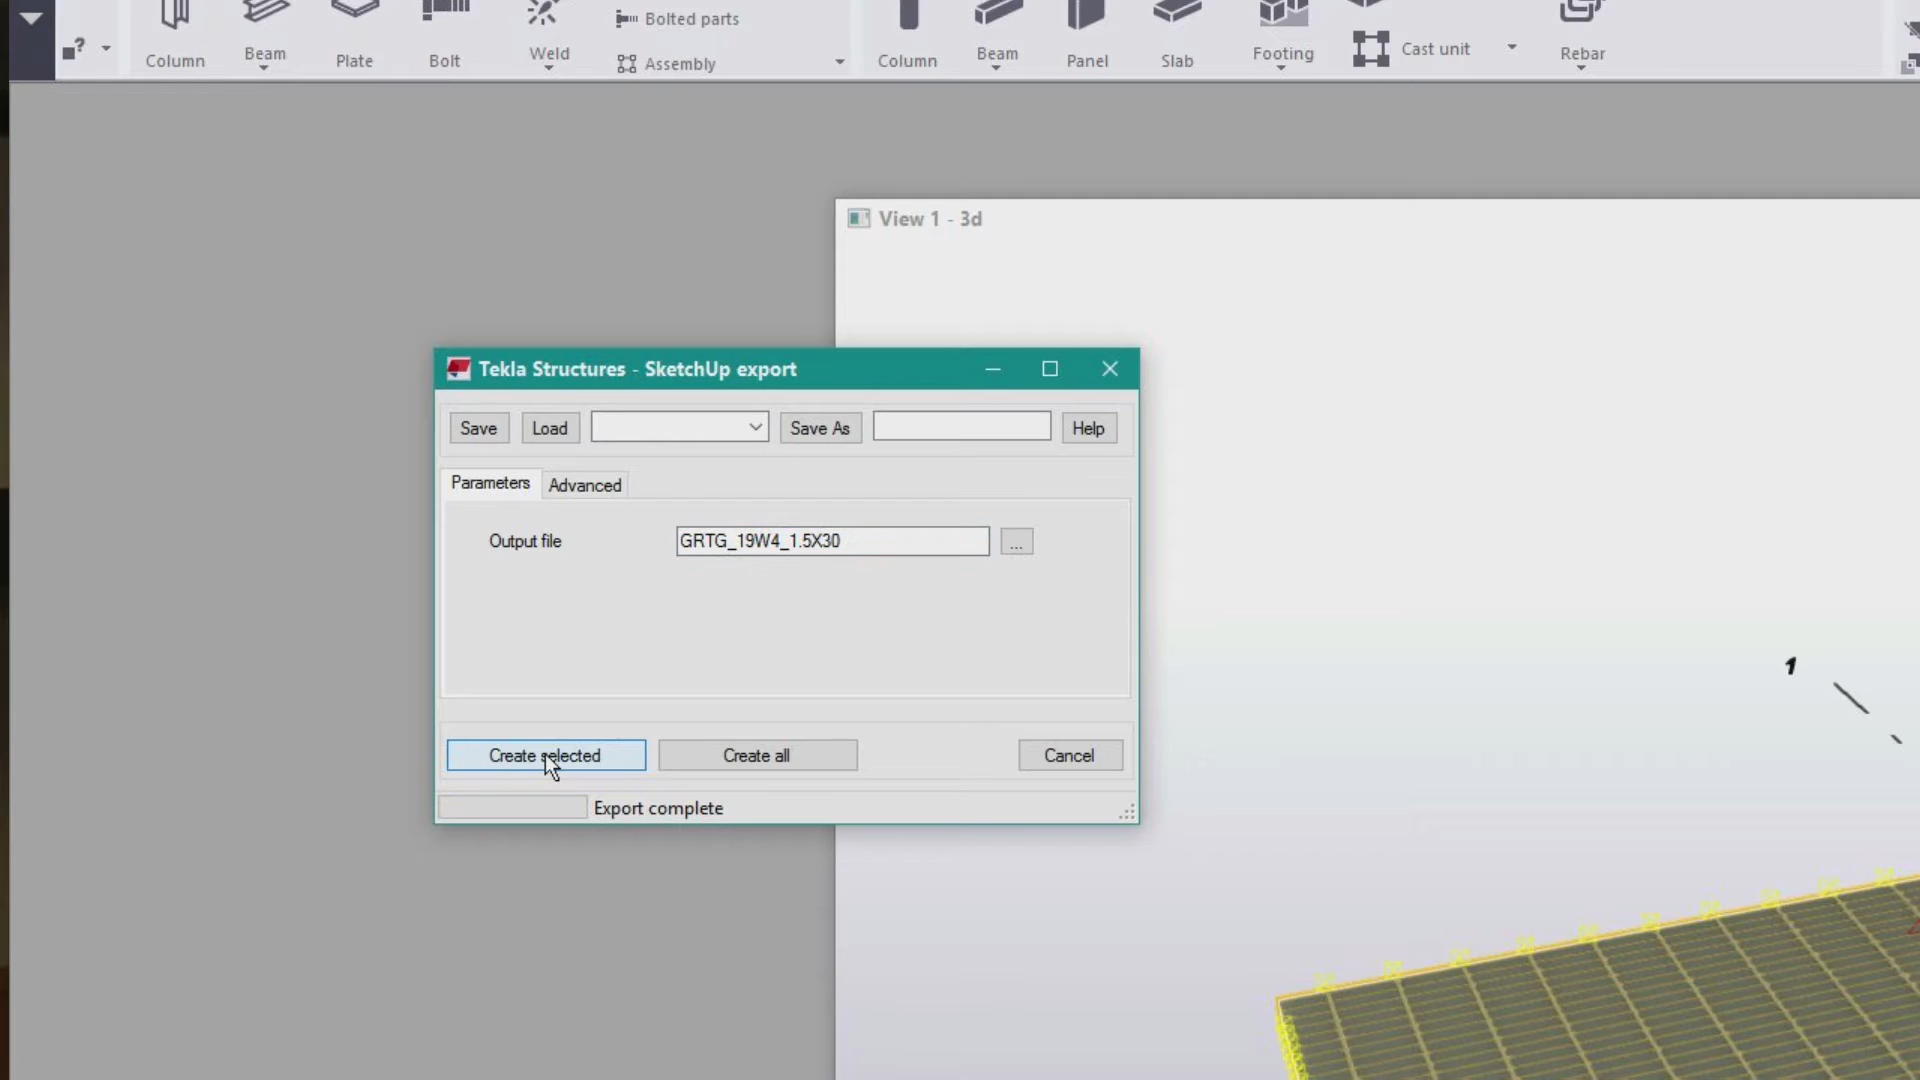 ?
Bolted parts
Column
Beam
Plate
Bolt
Weld
Assembly
Column
Beam
Panel
Slab
Footing
Cast unit
Rebar
View 1 - 3d
Tekla Structures - SketchUp export
Save
Load
Save As
Help
Parameters
Advanced
Output file
GRTG_19W4_1.5X30
...
Create selected
Create all
Cancel
Export complete
1